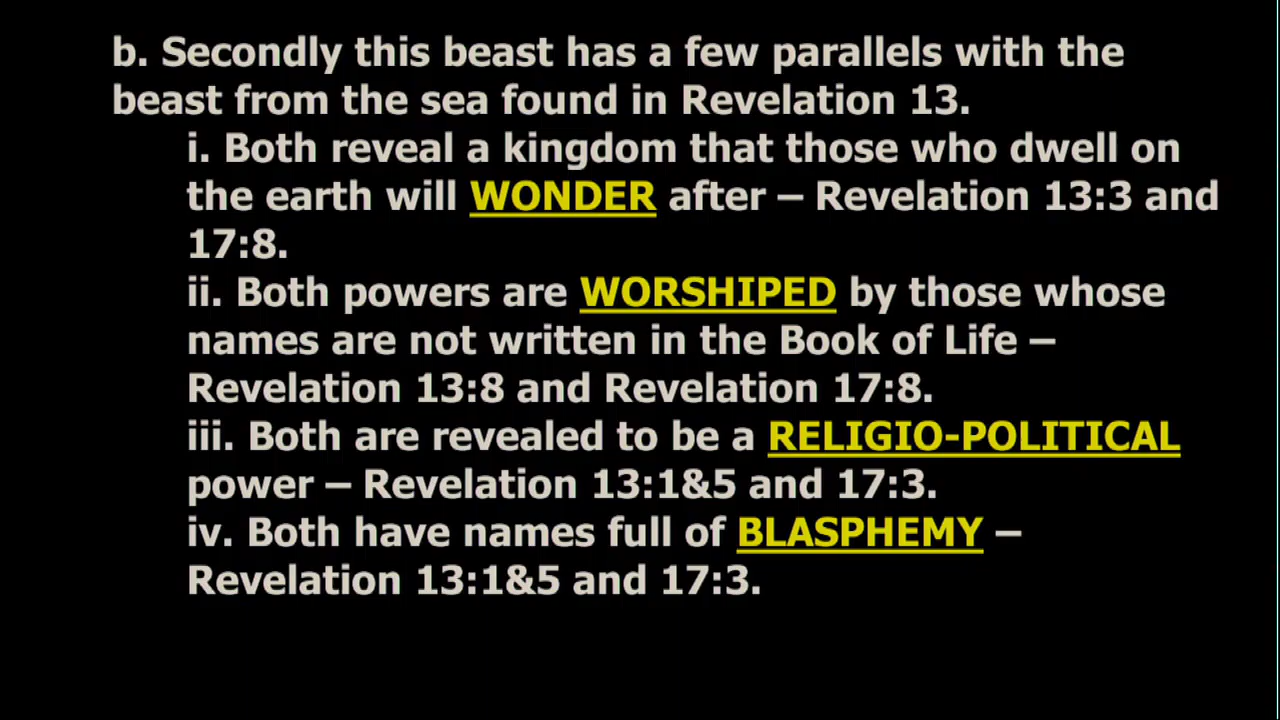 b. Secondly this beast has a few parallels with the
beast from the sea found in Revelation 13.
i. Both reveal a kingdom that those who dwell on
the earth will WONDER after – Revelation 13:3 and
17:8.
ii. Both powers are WORSHIPED by those whose
names are not written in the Book of Life –
Revelation 13:8 and Revelation 17:8.
iii. Both are revealed to be a RELIGIO-POLITICAL
power – Revelation 13:1&5 and 17:3.
iv. Both have names full of BLASPHEMY –
Revelation 13:1&5 and 17:3.